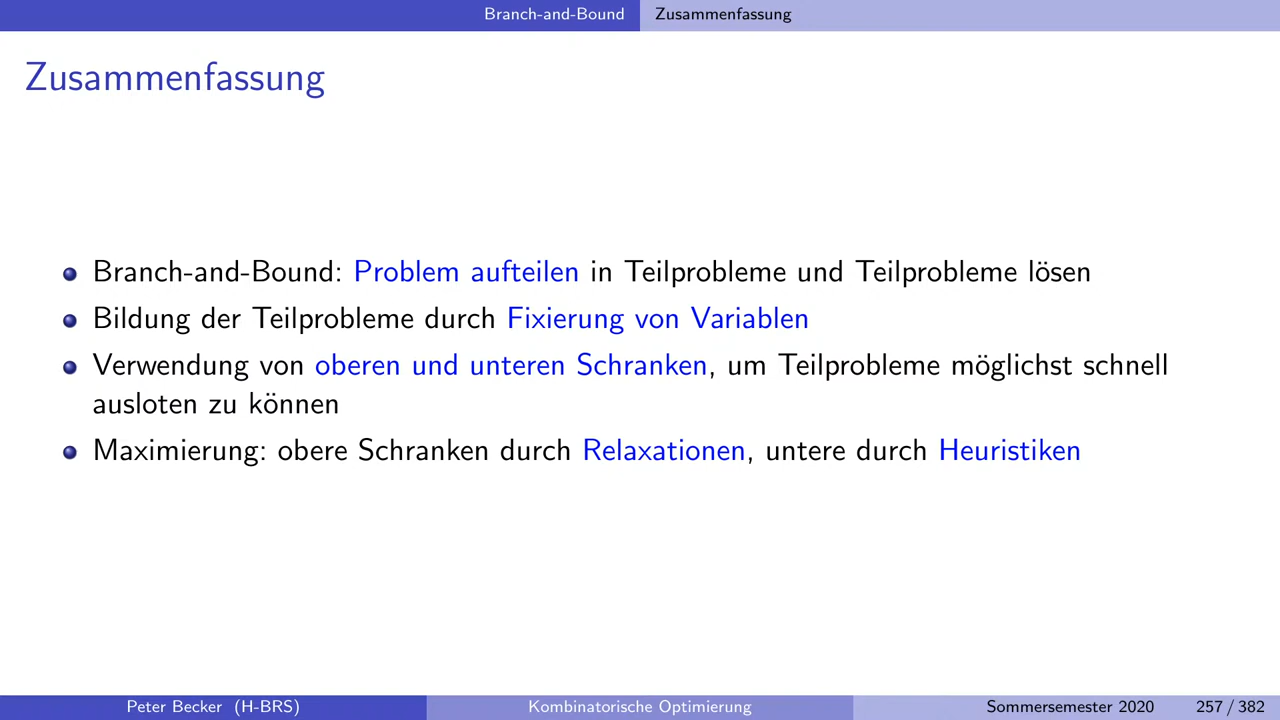 Branch-and-Bound Zusammenfassung
Zusammenfassung
Branch-and-Bound: Problem aufteilen in Teilprobleme und Teilprobleme lösen
Bildung der Teilprobleme durch Fixierung von Variablen
Verwendung von oberen und unteren Schranken, um Teilprobleme möglichst schnell
ausloten zu können
Maximierung: obere Schranken durch Relaxationen, untere durch Heuristiken
Peter Becker (H-BRS) Kombinatorische Optimierung Sommersemester 2020 257 / 382